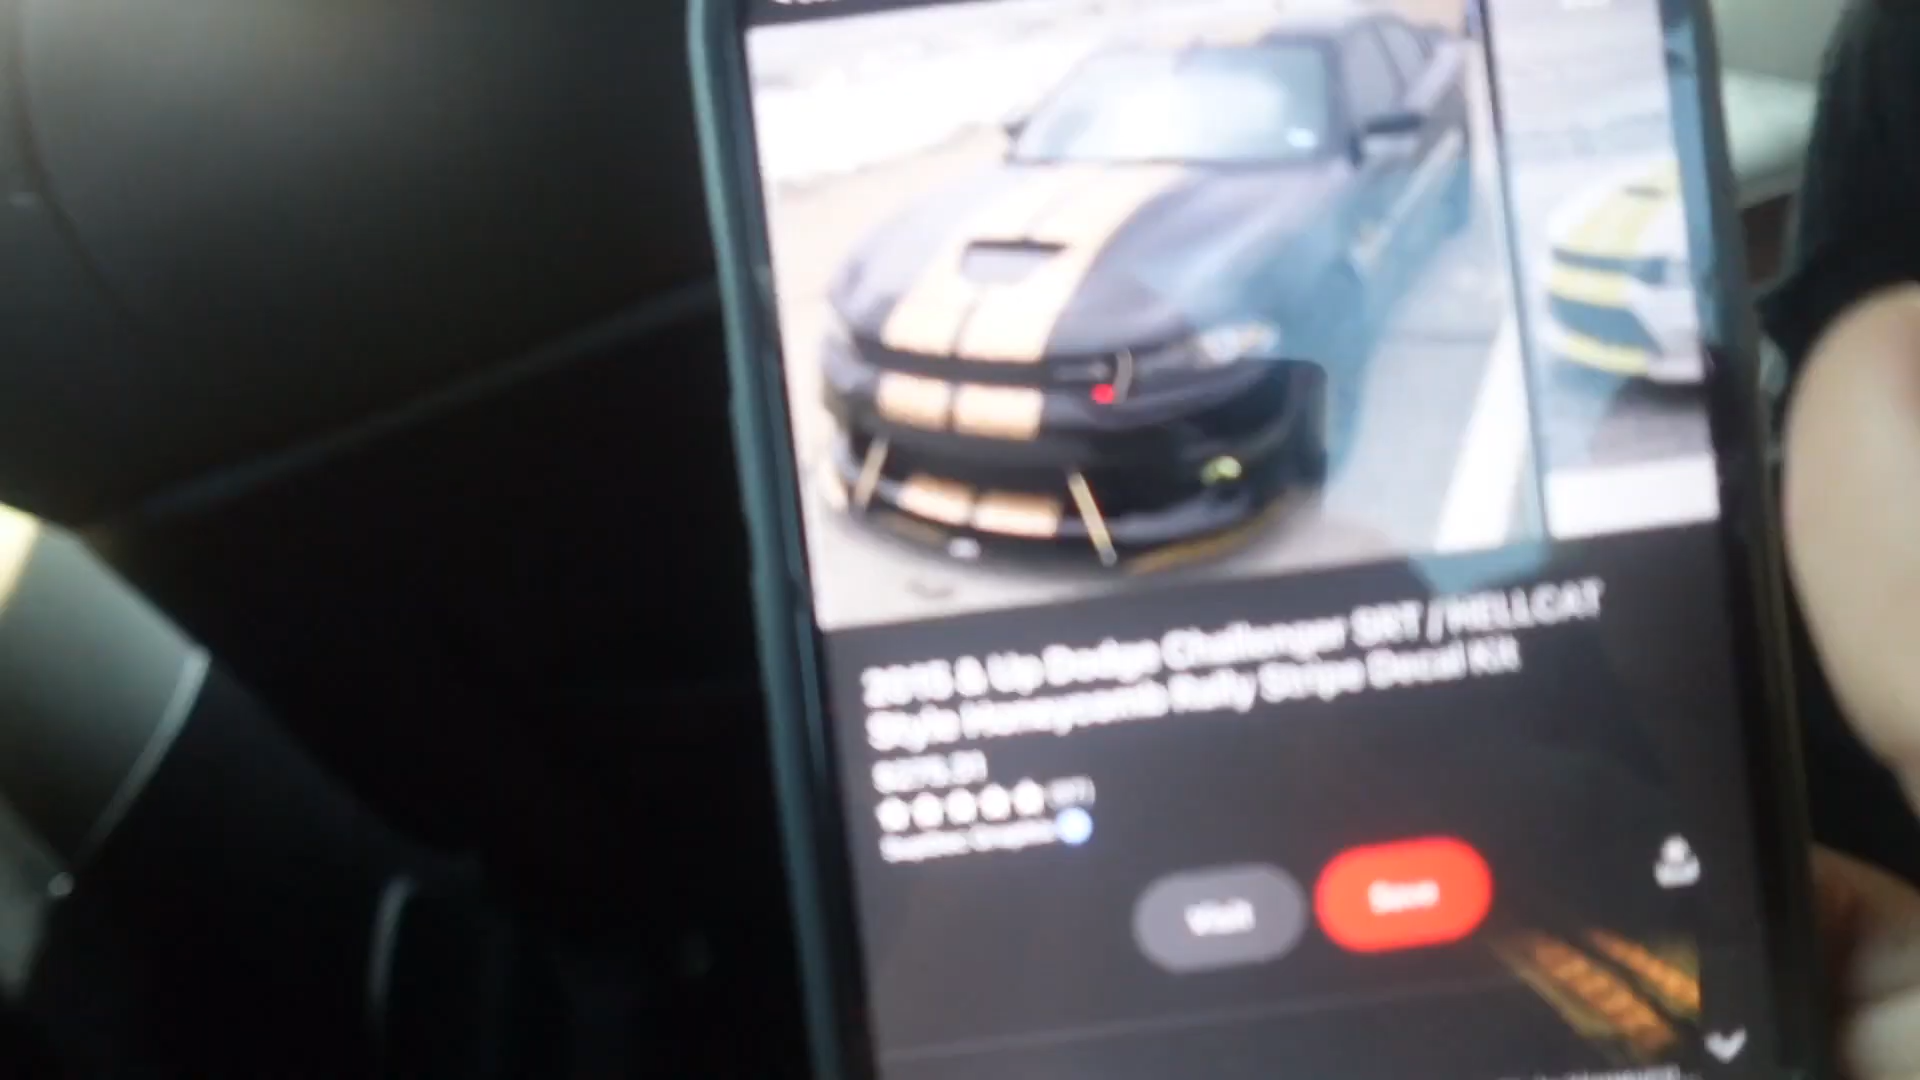 2015 & Up Dodge Challenger SRT / HELLCAT
Style Honeycomb Rally Stripe Decal Kit
Visit
Save